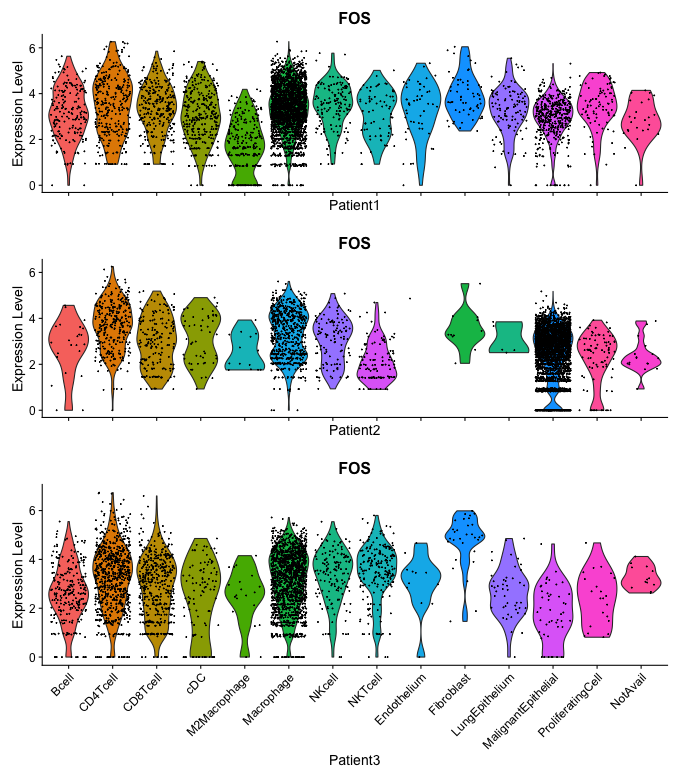 FOS
Expression Level
6
4
2
0
Patient1
FOS
Expression Level
6
4
2
0
Patient2
FOS
Expression Level
6
4
2
0
Bcell
CD4Tcell
CD8Tcell
cDC
M2Macrophage
Macrophage
NKcell
NKTcell
Endothelium
Fibroblast
LungEpithelium
MalignantEpithelial
ProliferatingCell
NotAvail
Patient3